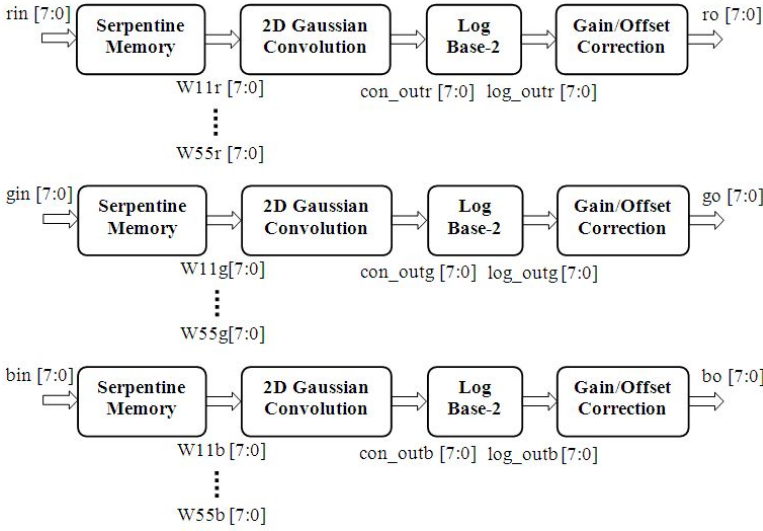 rin [7:0]
Serpentine
Memory
2D Gaussian
Convolution
Log
Base-2
Gain/Offset
Correction
ro [7:0]
W11r [7:0]
con_outr [7:0]
log_outr [7:0]
W55r [7:0]
gin [7:0]
Serpentine
Memory
2D Gaussian
Convolution
Log
Base-2
Gain/Offset
Correction
go [7:0]
W11g[7:0]
con_outg [7:0]
log_outg [7:0]
W55g[7:0]
bin [7:0]
Serpentine
Memory
2D Gaussian
Convolution
Log
Base-2
Gain/Offset
Correction
bo [7:0]
W11b [7:0]
con_outb [7:0]
log_outb [7:0]
W55b [7:0]